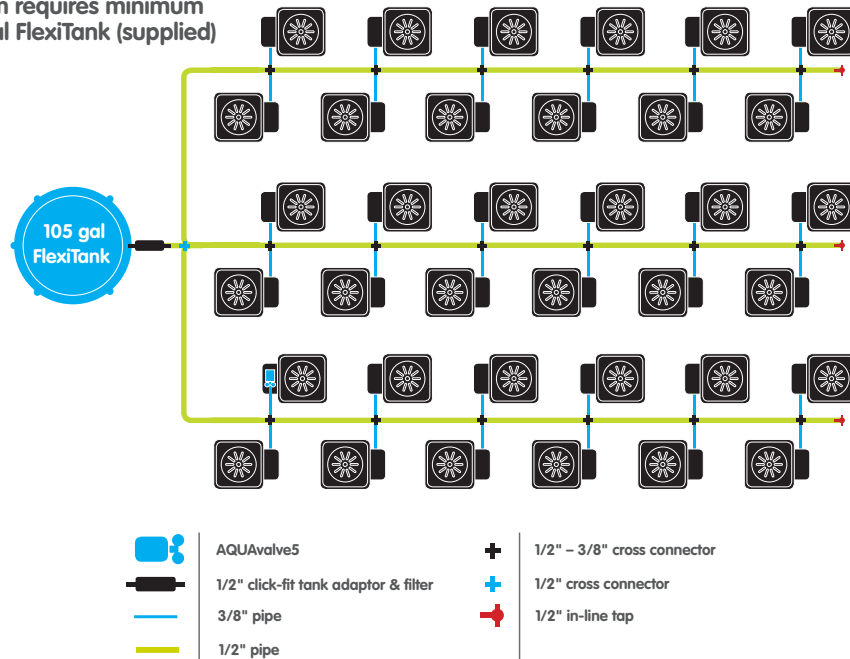 requires minimum
FlexiTank (supplied)
105 gal
FlexiTank
AQUAvalve5
1/2" click-fit tank adaptor & filter
3/8" pipe
1/2" pipe
1/2" – 3/8" cross connector
1/2" cross connector
1/2" in-line tap